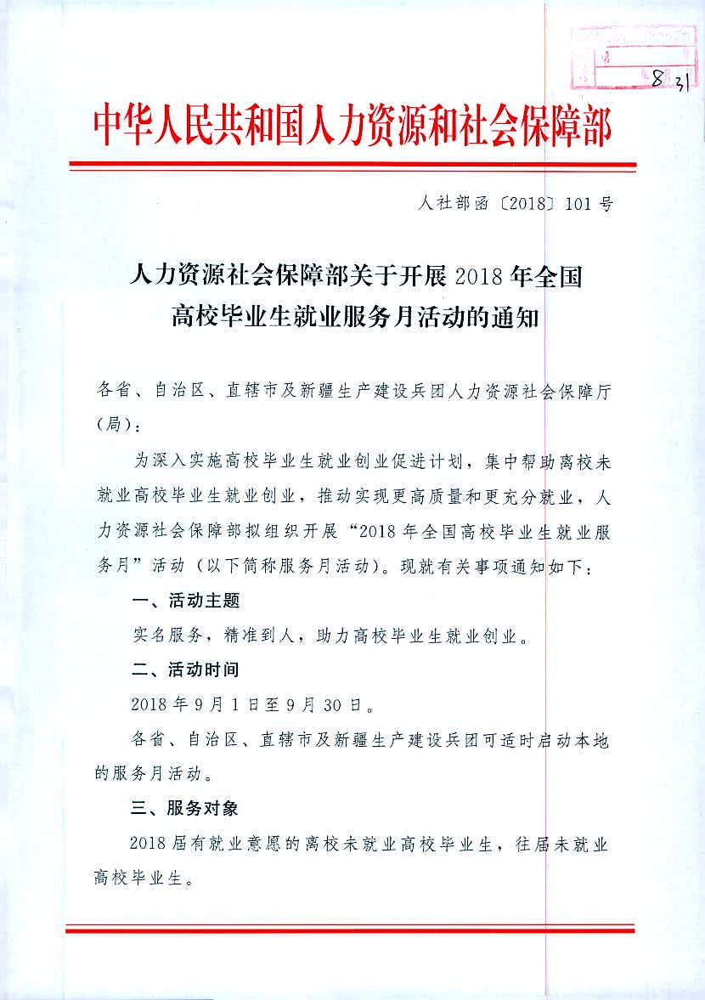 8 31
中华人民共和国人力资源和社会保障部
人社部函〔2018〕101号
人力资源社会保障部关于开展2018年全国
高校毕业生就业服务月活动的通知
各省、自治区、直辖市及新疆生产建设兵团人力资源社会保障厅
（局）：
为深入实施高校毕业生就业创业促进计划，集中帮助离校未
就业高校毕业生就业创业，推动实现更高质量和更充分就业，人
力资源社会保障部拟组织开展“2018年全国高校毕业生就业服
务月”活动（以下简称服务月活动）。现就有关事项通知如下：
一、活动主题
实名服务，精准到人，助力高校毕业生就业创业。
二、活动时间
2018年9月1日至9月30日。
各省、自治区、直辖市及新疆生产建设兵团可适时启动本地
的服务月活动。
三、服务对象
2018届有就业意愿的离校未就业高校毕业生，往届未就业
高校毕业生。